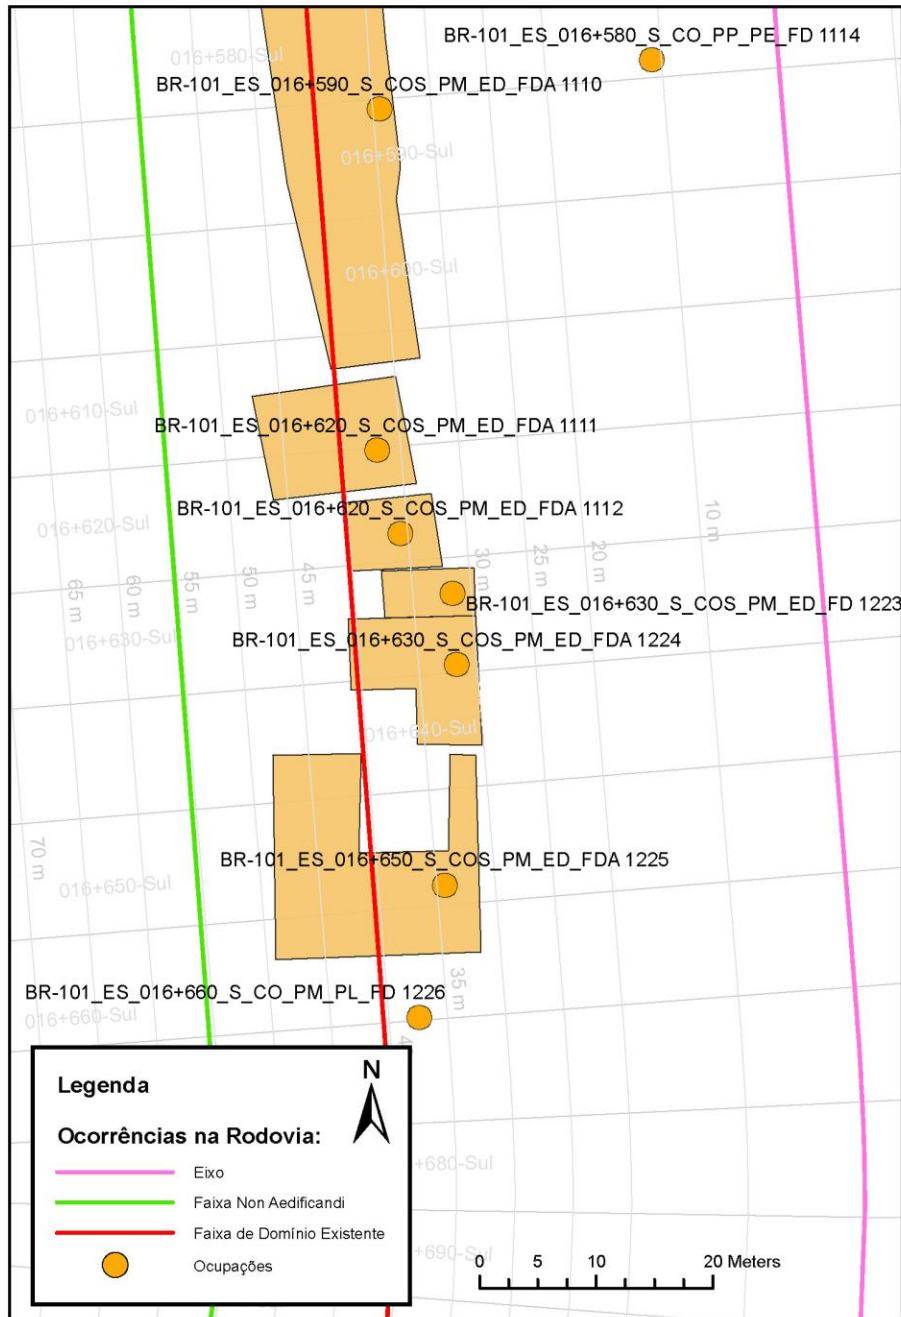 BR-101_ES_016+580_S_CO_PP_PE_FD 1114
016+580-Sul
BR-101_ES_016+590_S_COS_PM_ED_FDA 1110
016+590-Sul
016+600-Sul
016+610-Sul
BR-101_ES_016+620_S_COS_PM_ED_FDA 1111
BR-101_ES_016+620_S_COS_PM_ED_FDA 1112
016+620-Sul
10 m
65 m
60 m
55 m
50 m
45 m
30 m
25 m
20 m
BR-101_ES_016+630_S_COS_PM_ED_FD 1223
016+630-Sul
BR-101_ES_016+630_S_COS_PM_ED_FDA 1224
016+640-Sul
70 m
BR-101_ES_016+650_S_COS_PM_ED_FDA 1225
016+650-Sul
35 m
BR-101_ES_016+660_S_CO_PM_PL_FD 1226
016+660-Sul
Legenda
N
Ocorrências na Rodovia:
Eixo
Faixa Non Aedificandi
Faixa de Domínio Existente
Ocupações
+680-Sul
+690-Sul
0 5 10 20 Meters